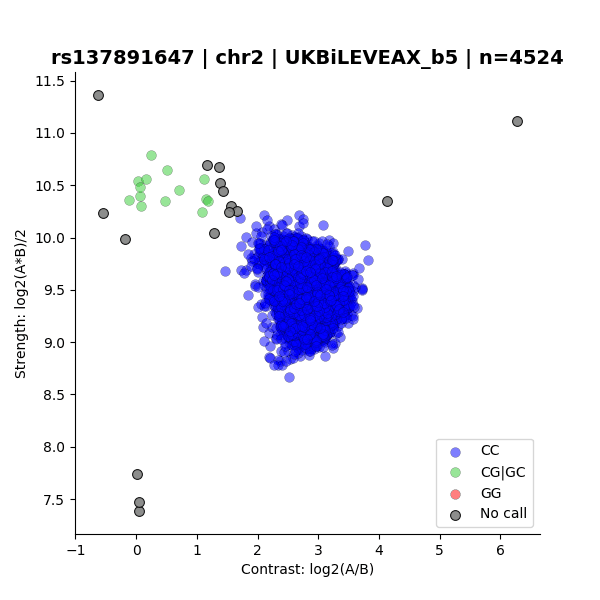 rs137891647 | chr2 | UKBiLEVEAX_b5 | n=4524
11.5
11.0
10.5
10.0
9.5
9.0
8.5
8.0
7.5
Strength: log2(A*B)/2
−1
0
1
2
3
4
5
6
Contrast: log2(A/B)
CC
CG|GC
GG
No call